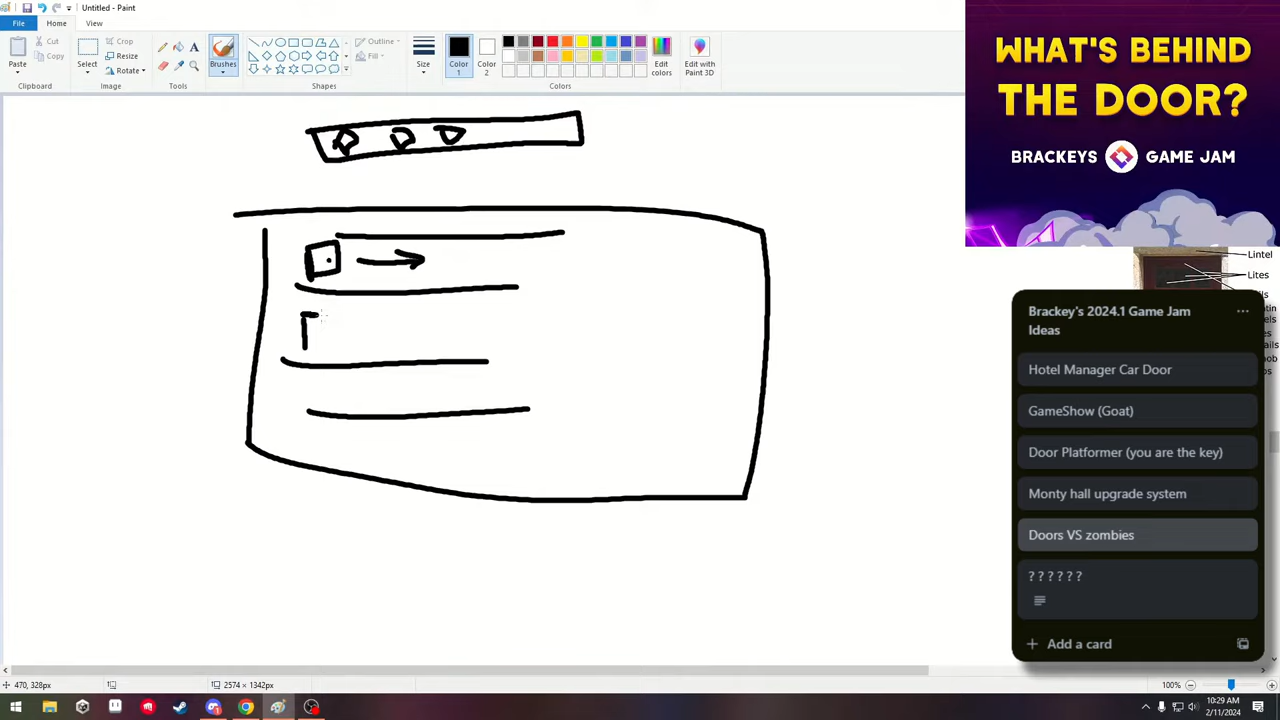 Untitled - Paint
File
Home
View
Paste
Cut
Copy
Clipboard
Select
Crop
Resize
Rotate
Image
Tools
Brushes
Shapes
Outline
Fill
Size
Color
1
Color
2
Edit
colors
Edit with
Paint 3D
Colors
WHAT'S BEHIND
THE DOOR?
BRACKEYS GAME JAM
Lintel
Lites
Brackey's 2024.1 Game Jam
Ideas
Hotel Manager Car Door
GameShow (Goat)
Door Platformer (you are the key)
Monty hall upgrade system
Doors VS zombies
? ? ? ? ? ?
Add a card
470, 328px
2574 × 1342px
100%
10:29 AM
2/11/2024